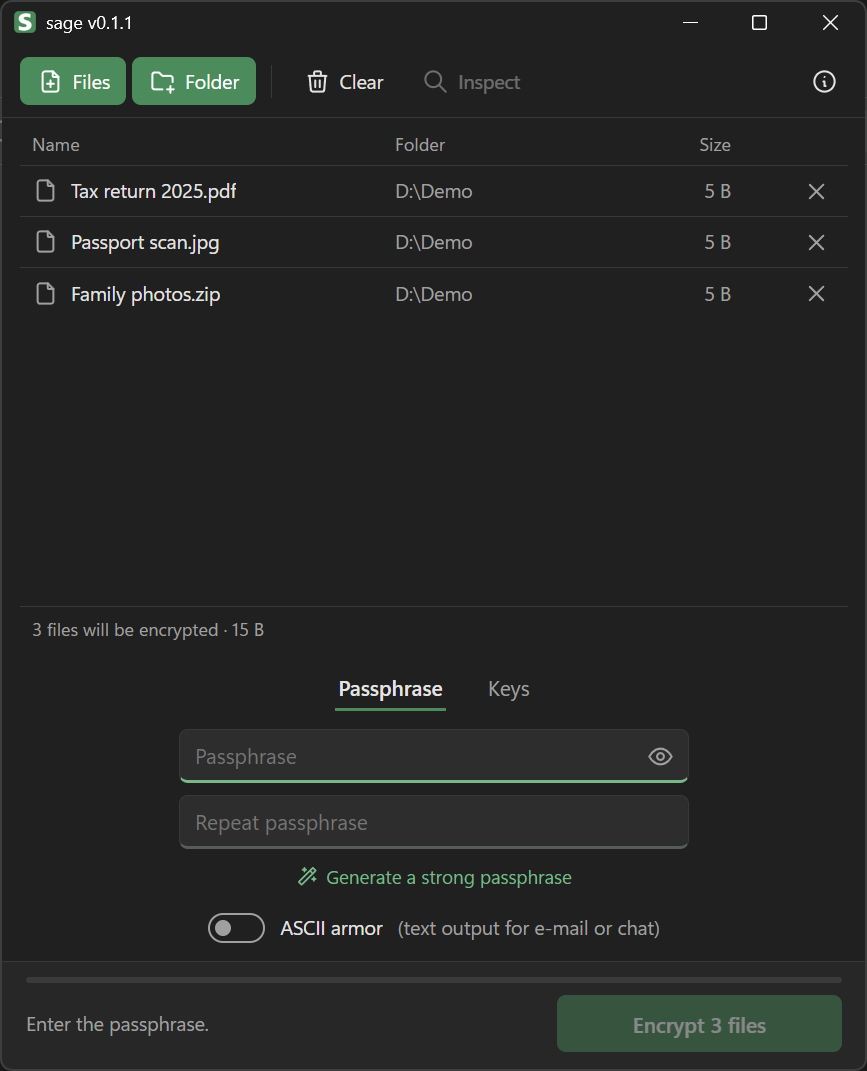 S sage v0.1.1
Files Folder Clear Inspect
Name Folder Size
Tax return 2025.pdf D:\Demo 5 B
Passport scan.jpg D:\Demo 5 B
Family photos.zip D:\Demo 5 B
3 files will be encrypted · 15 B
Passphrase Keys
Passphrase
Repeat passphrase
Generate a strong passphrase
ASCII armor (text output for e-mail or chat)
Enter the passphrase. Encrypt 3 files